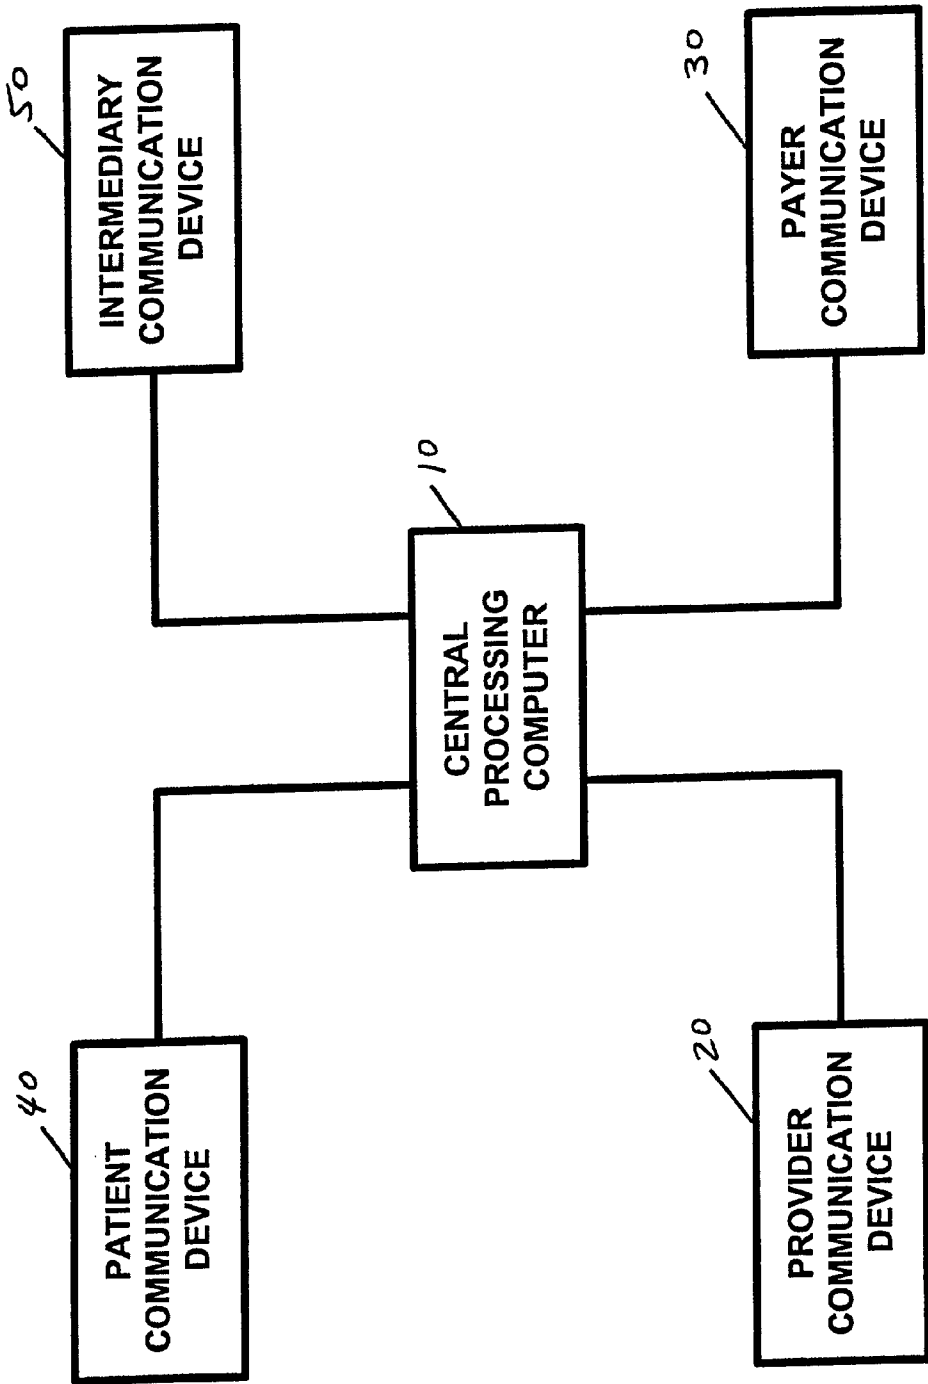 40
PATIENT
COMMUNICATION
DEVICE
50
INTERMEDIARY
COMMUNICATION
DEVICE
10
CENTRAL
PROCESSING
COMPUTER
20
PROVIDER
COMMUNICATION
DEVICE
30
PAYER
COMMUNICATION
DEVICE